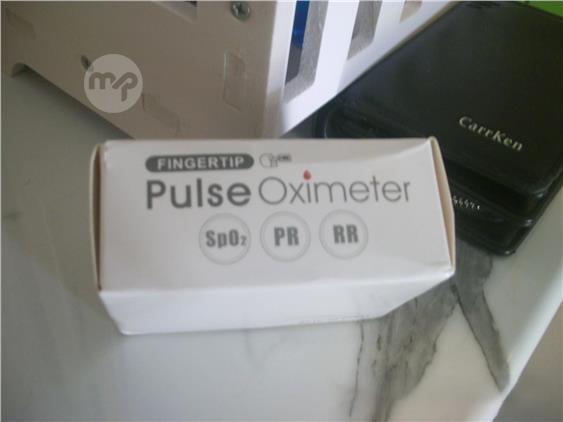 mp
CarrKen
FINGERTIP
Pulse Oximeter
SpO₂ PR RR